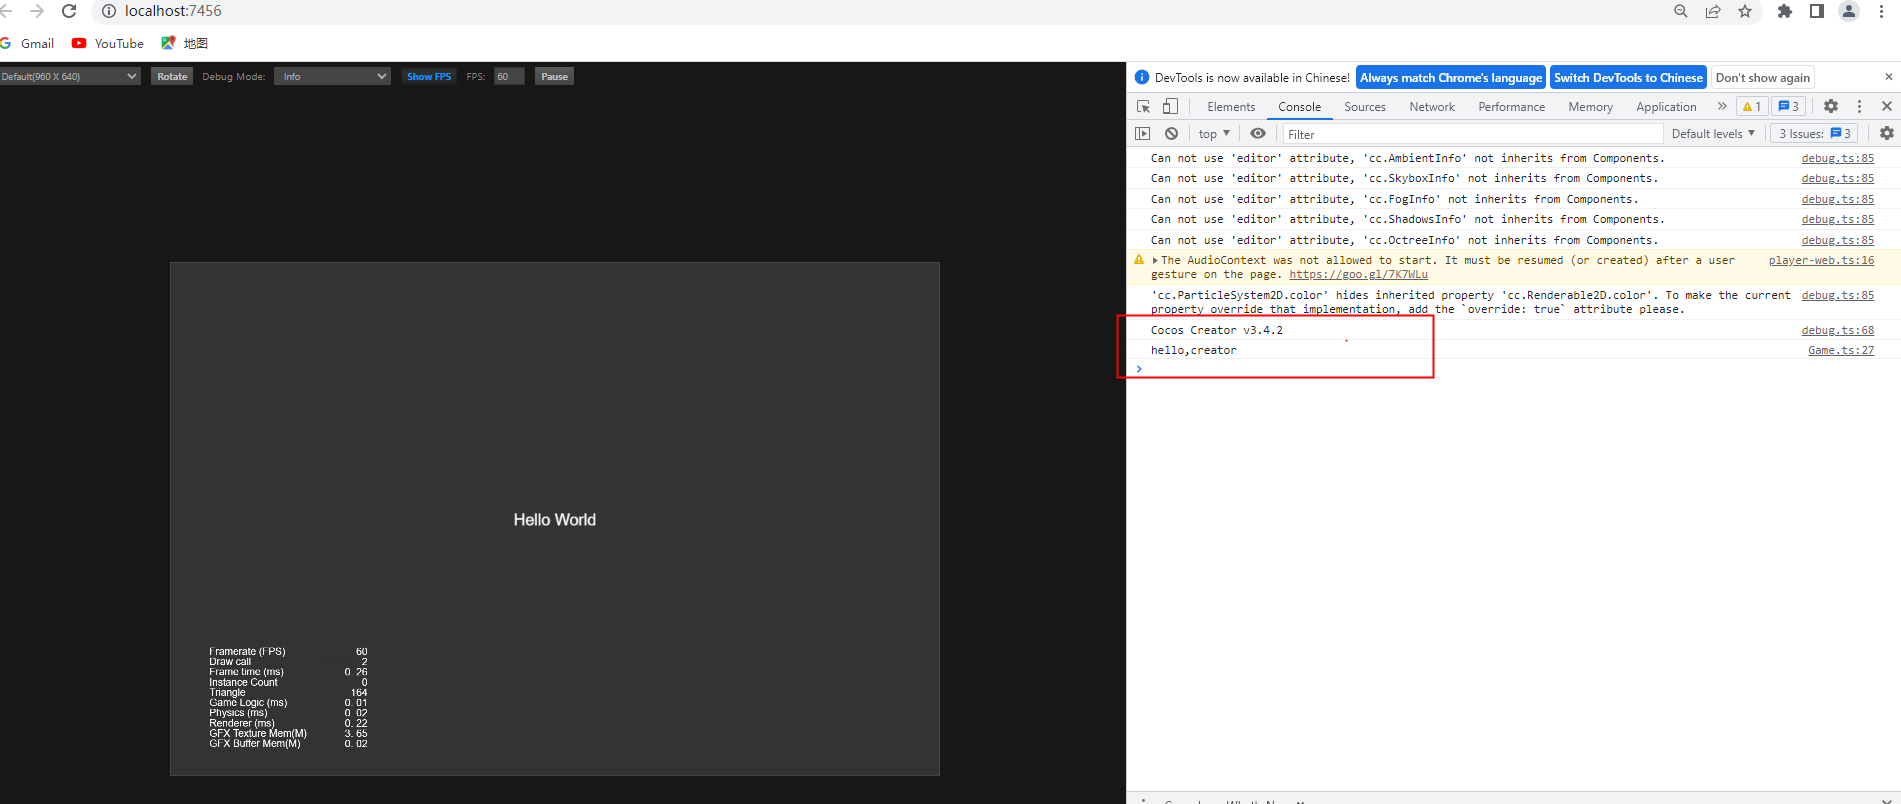 localhost:7456
Gmail YouTube 地图
Default(960 X 640) Rotate Debug Mode: Info Show FPS FPS: 60 Pause
Hello World
Framerate (FPS) 60
Draw call 2
Frame time (ms) 0. 26
Instance Count 0
Triangle 164
Game Logic (ms) 0. 01
Physics (ms) 0. 02
Renderer (ms) 0. 22
GFX Texture Mem(M) 3. 65
GFX Buffer Mem(M) 0. 02
DevTools is now available in Chinese! Always match Chrome's language Switch DevTools to Chinese Don't show again
Elements Console Sources Network Performance Memory Application 1 3
top Filter Default levels 3 Issues: 3
Can not use 'editor' attribute, 'cc.AmbientInfo' not inherits from Components. debug.ts:85
Can not use 'editor' attribute, 'cc.SkyboxInfo' not inherits from Components. debug.ts:85
Can not use 'editor' attribute, 'cc.FogInfo' not inherits from Components. debug.ts:85
Can not use 'editor' attribute, 'cc.ShadowsInfo' not inherits from Components. debug.ts:85
Can not use 'editor' attribute, 'cc.OctreeInfo' not inherits from Components. debug.ts:85
The AudioContext was not allowed to start. It must be resumed (or created) after a user player-web.ts:16
gesture on the page. https://goo.gl/7K7WLu
'cc.ParticleSystem2D.color' hides inherited property 'cc.Renderable2D.color'. To make the current debug.ts:85
property override that implementation, add the `override: true` attribute please.
Cocos Creator v3.4.2 debug.ts:68
hello,creator Game.ts:27